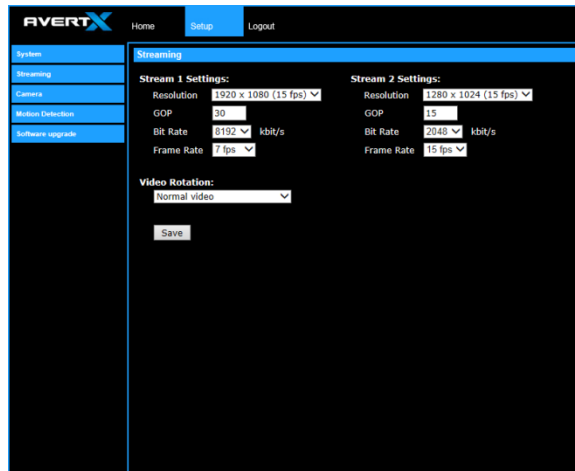 AVERTX
Home Setup Logout
System
Streaming
Camera
Motion Detection
Software upgrade
Streaming
Stream 1 Settings:
Resolution 1920 x 1080 (15 fps)
GOP 30
Bit Rate 8192 kbit/s
Frame Rate 7 fps
Stream 2 Settings:
Resolution 1280 x 1024 (15 fps)
GOP 15
Bit Rate 2048 kbit/s
Frame Rate 15 fps
Video Rotation:
Normal video
Save